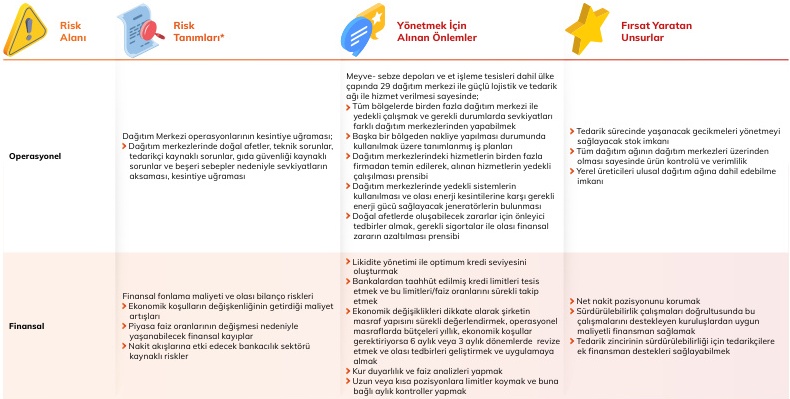 Risk
Alanı
Risk
Tanımları*
Yönetmek İçin
Alınan Önlemler
Fırsat Yaratan
Unsurlar
Operasyonel
Dağıtım Merkezi operasyonlarının kesintiye uğraması;
Dağıtım merkezlerinde doğal afetler, teknik sorunlar,
tedarikçi kaynaklı sorunlar, gıda güvenliği kaynaklı
sorunlar ve beşeri sebepler nedeniyle sevkiyatların
aksaması, kesintiye uğraması
Meyve- sebze depoları ve et işleme tesisleri dahil ülke
çapında 29 dağıtım merkezi ile güçlü lojistik ve tedarik
ağı ile hizmet verilmesi sayesinde;
Tüm bölgelerde birden fazla dağıtım merkezi ile
yedekli çalışmak ve gerekli durumlarda sevkiyatları
farklı dağıtım merkezlerinden yapabilmek
Başka bir bölgeden nakliye yapılması durumunda
kullanılmak üzere tanımlanmış iş planları
Dağıtım merkezlerindeki hizmetlerin birden fazla
firmadan temin edilerek, alınan hizmetlerin yedekli
çalışılması prensibi
Dağıtım merkezlerinde yedekli sistemlerin
kullanılması ve olası enerji kesintilerine karşı gerekli
enerji gücü sağlayacak jeneratörlerin bulunması
Doğal afetlerde oluşabilecek zararlar için önleyici
tedbirler almak, gerekli sigortalar ile olası finansal
zararın azaltılması prensibi
Tedarik sürecinde yaşanacak gecikmeleri yönetmeyi
sağlayacak stok imkanı
Tüm dağıtım ağının dağıtım merkezleri üzerinden
olması sayesinde ürün kontrolü ve verimlilik
Yerel üreticileri ulusal dağıtım ağına dahil edebilme
imkanı
Finansal
Finansal fonlama maliyeti ve olası bilanço riskleri
Ekonomik koşulların değişkenliğinin getirdiği maliyet
artışları
Piyasa faiz oranlarının değişmesi nedeniyle
yaşanabilecek finansal kayıplar
Nakit akışlarına etki edecek bankacılık sektörü
kaynaklı riskler
Likidite yönetimi ile optimum kredi seviyesini
oluşturmak
Bankalardan taahhüt edilmiş kredi limitleri tesis
etmek ve bu limitleri/faiz oranlarını sürekli takip
etmek
Ekonomik değişiklikleri dikkate alarak şirketin
masraf yapısını sürekli değerlendirmek, operasyonel
masraflarda bütçeleri yıllık, ekonomik koşullar
gerektiriyorsa 6 aylık veya 3 aylık dönemlerde revize
etmek ve olası tedbirleri geliştirmek ve uygulamaya
almak
Kur duyarlılık ve faiz analizleri yapmak
Uzun veya kısa pozisyonlara limitler koymak ve buna
bağlı aylık kontroller yapmak
Net nakit pozisyonunu korumak
Sürdürülebilirlik çalışmaları doğrultusunda bu
çalışmalarını destekleyen kuruluşlardan uygun
maliyetli finansman sağlamak
Tedarik zincirinin sürdürülebilirliği için tedarikçilere
ek finansman destekleri sağlayabilmek